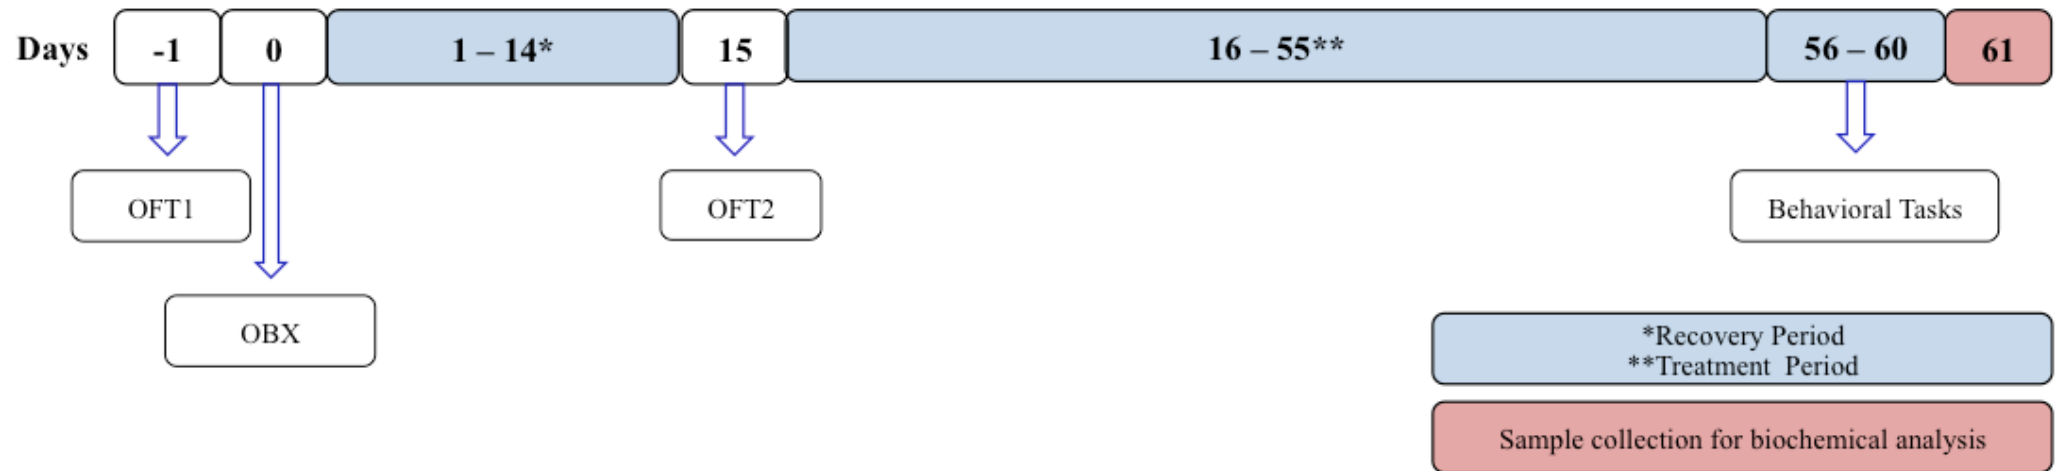 Days -1 0 1 – 14* 15 16 – 55** 56 – 60 61
OFT1 OFT2 Behavioral Tasks
OBX
*Recovery Period
**Treatment Period
Sample collection for biochemical analysis